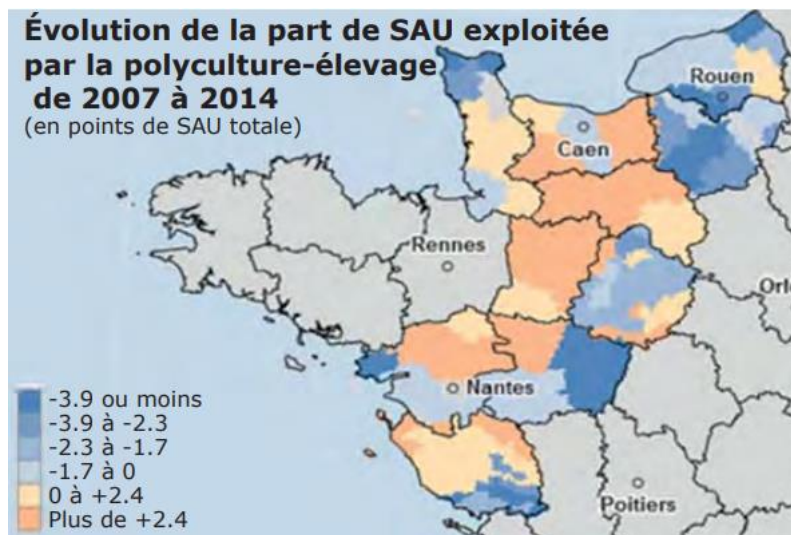 Évolution de la part de SAU exploitée
par la polyculture-élevage
de 2007 à 2014
(en points de SAU totale)
Rouen
Caen
Rennes
Orl
Nantes
Poitiers
-3.9 ou moins
-3.9 à -2.3
-2.3 à -1.7
-1.7 à 0
0 à +2.4
Plus de +2.4